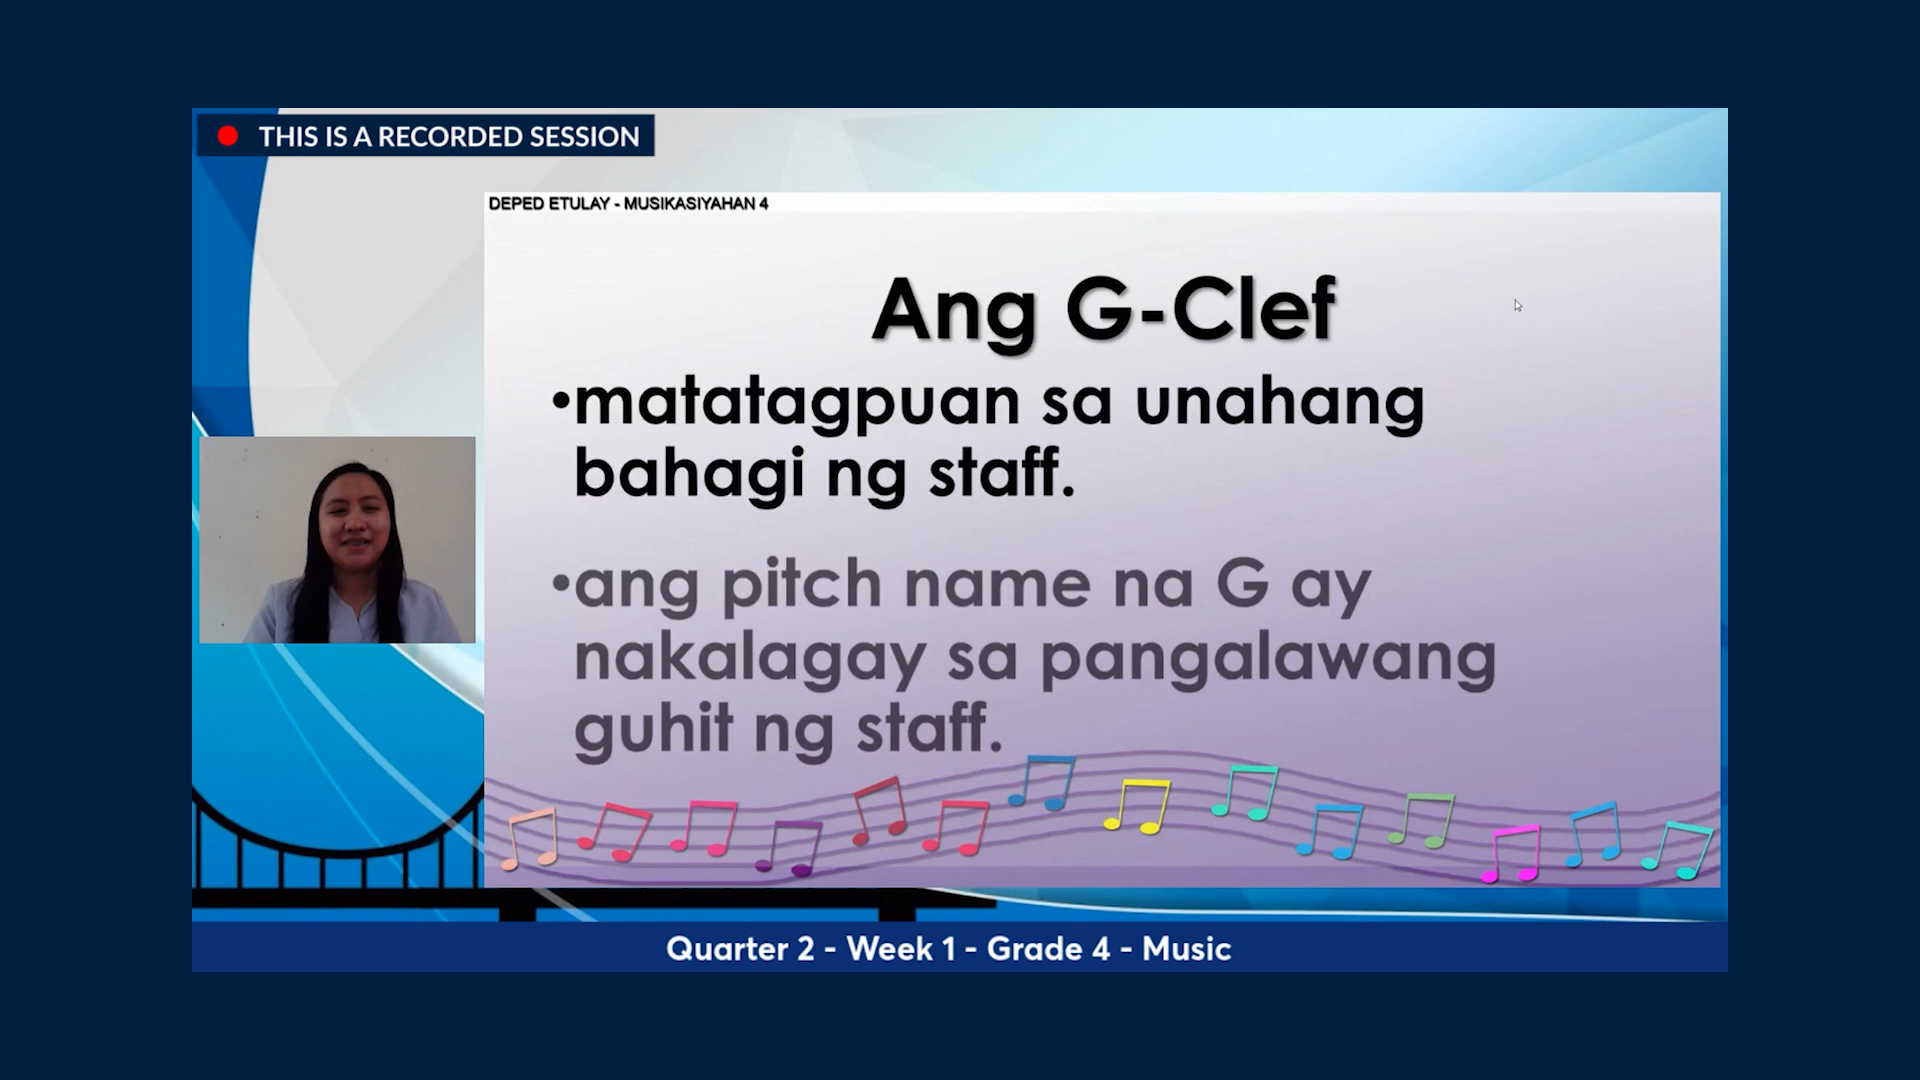 THIS IS A RECORDED SESSION
DEPED ETULAY - MUSIKASIYAHAN 4
Ang G-Clef
•matatagpuan sa unahang
bahagi ng staff.
•ang pitch name na G ay
nakalagay sa pangalawang
guhit ng staff.
Quarter 2 - Week 1 - Grade 4 - Music